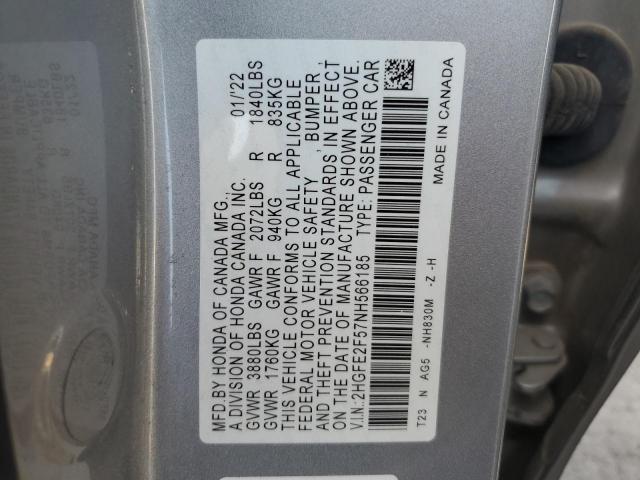 MFD.BY HONDA OF CANADA MFG., 01/'22
A DIVISION OF HONDA CANADA INC.
GVWR 3880LBS GAWR F 2072LBS R 1840LBS
GVWR 1760KG GAWR F 940KG R 835KG
THIS VEHICLE CONFORMS TO ALL APPLICABLE
FEDERAL MOTOR VEHICLE SAFETY , BUMPER ,
AND THEFT PREVENTION STANDARDS IN EFFECT
ON THE DATE OF MANUFACTURE SHOWN ABOVE.
V.I.N.:2HGFE2F57NH566185 TYPE: PASSENGER CAR
T23 N AG5 -NH830M -Z -H MADE IN CANADA